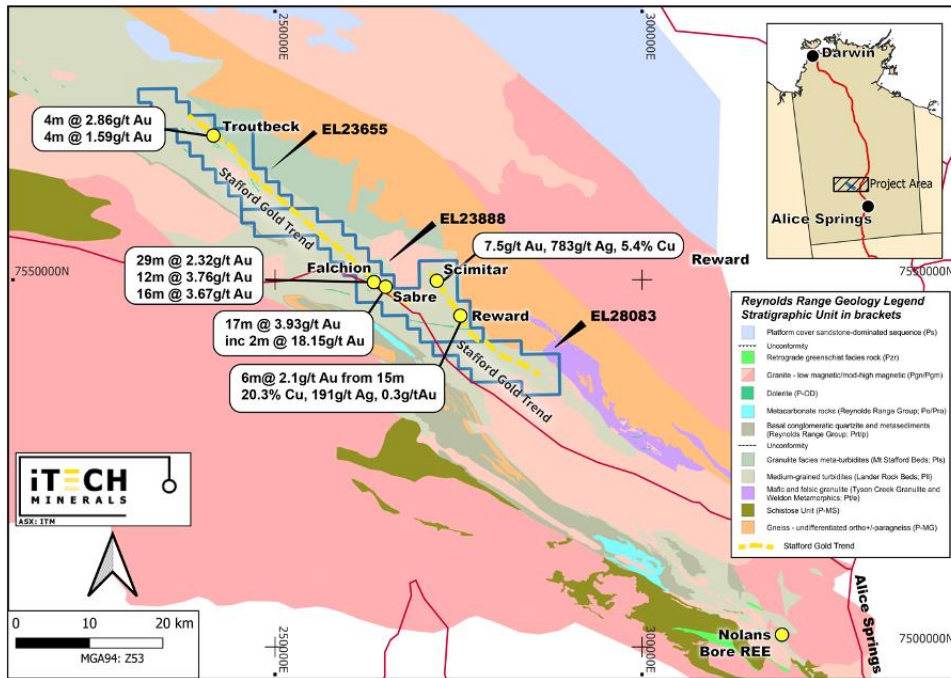 250000E
300000E
Darwin
Project Area
Alice Springs
4m @ 2.86g/t Au
4m @ 1.59g/t Au
Troutbeck
EL23655
Stafford Gold Trend
EL23888
7.5g/t Au, 783g/t Ag, 5.4% Cu
Reward
29m @ 2.32g/t Au
12m @ 3.76g/t Au
16m @ 3.67g/t Au
Falchion
Sabre
Scimitar
7550000N
7550000N
17m @ 3.93g/t Au
inc 2m @ 18.15g/t Au
Reward
EL28083
Stafford Gold Trend
6m@ 2.1g/t Au from 15m
20.3% Cu, 191g/t Ag, 0.3g/tAu
Reynolds Range Geology Legend
Stratigraphic Unit in brackets
Platform cover sandstone-dominated sequence (Ps)
Unconformity
Retrograde greenschist facies rock (Pzr)
Granite - low magnetic/mod-high magnetic (Pgn/Pgm)
Dolerite (P-OD)
Metacarbonate rocks (Reynolds Range Group; Po/Pra)
Basal conglomeratic quartzite and metasediments
(Reynolds Range Group; Prt/p)
Unconformity
Granulite facies meta-turbidites (Mt Stafford Beds; Pls)
Medium-grained turbidites (Lander Rock Beds; Pll)
Mafic and felsic granulite (Tyson Creek Granulite and
Weldon Metamorphics; Pt/e)
Schistose Unit (P-MS)
Gneiss - undifferentiated ortho+/-paragneiss (P-MG)
Stafford Gold Trend
iTECH
MINERALS
ASX: ITM
0 10 20 km
MGA94: Z53
250000E
300000E
Nolans
Bore REE
Alice Springs
7500000N